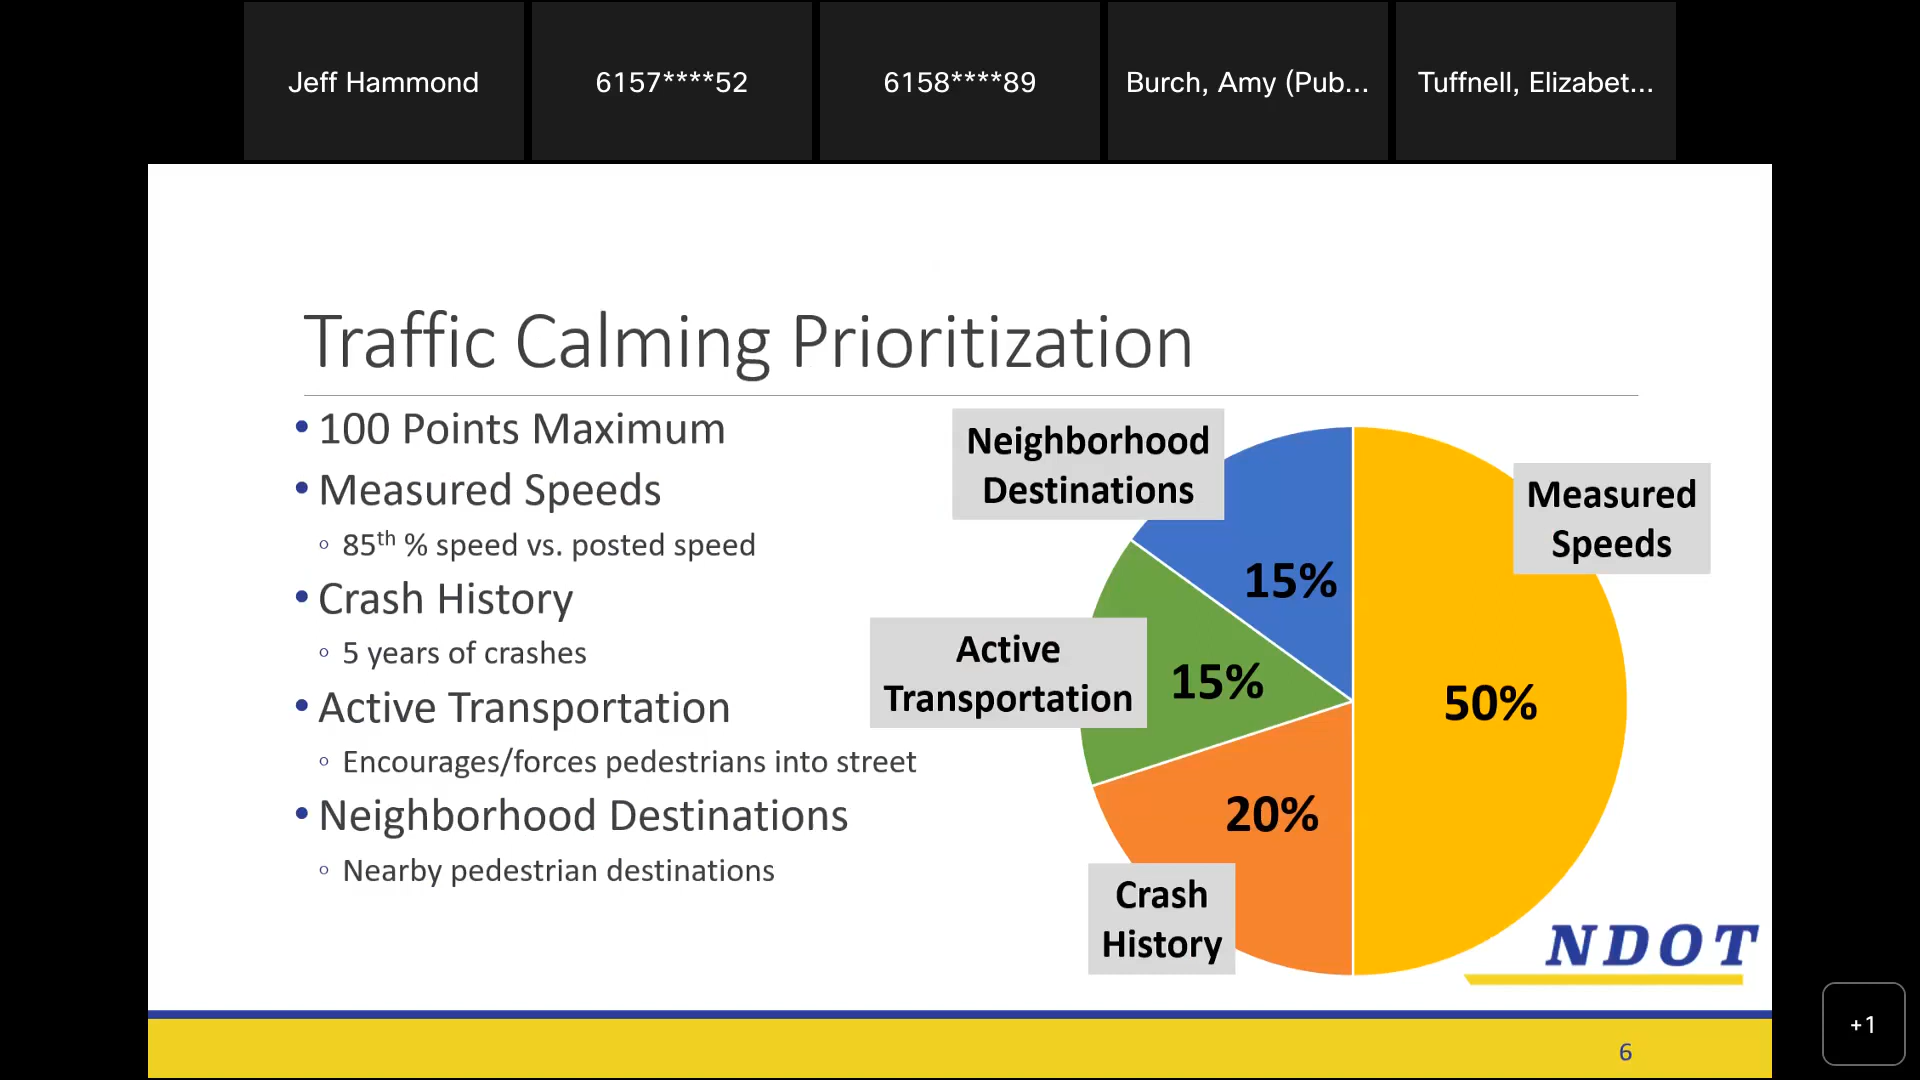 Jeff Hammond
6157****52
6158****89
Burch, Amy (Pub...
Tuffnell, Elizabet...
Traffic Calming Prioritization
• 100 Points Maximum
• Measured Speeds
◦ 85th % speed vs. posted speed
• Crash History
◦ 5 years of crashes
• Active Transportation
◦ Encourages/forces pedestrians into street
• Neighborhood Destinations
◦ Nearby pedestrian destinations
Neighborhood
Destinations
15%
Measured
Speeds
50%
Active
Transportation
15%
20%
Crash
History
NDOT
6
+1